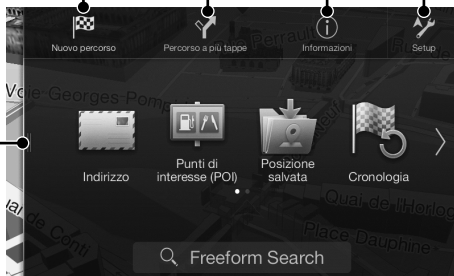 Nuovo percorso
Percorso a più tappe
Informazioni
Setup
Perrault
Voie Georges-Pomp
Indirizzo
Punti di
interesse (POI)
Posizione
salvata
Cronologia
Quai de l'Horlog
Place Dauphine
de Conti
Freeform Search